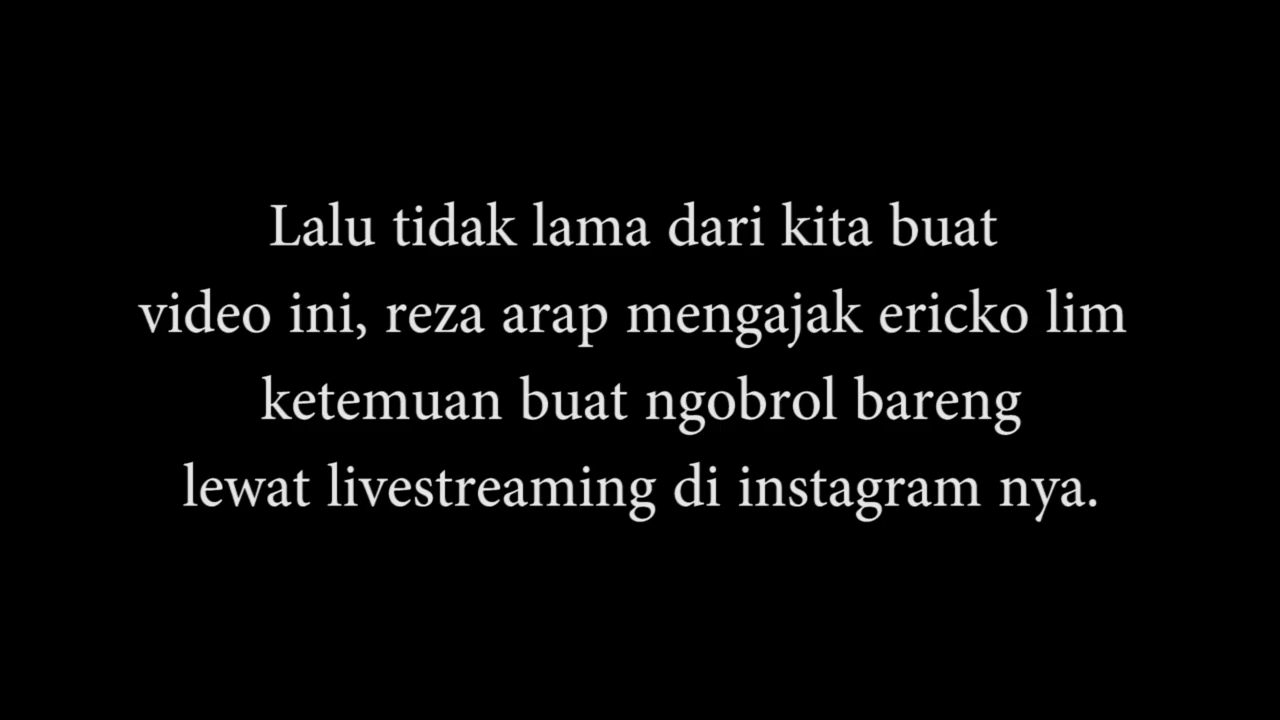 Lalu tidak lama dari kita buat
video ini, reza arap mengajak ericko lim
ketemuan buat ngobrol bareng
lewat livestreaming di instagram nya.